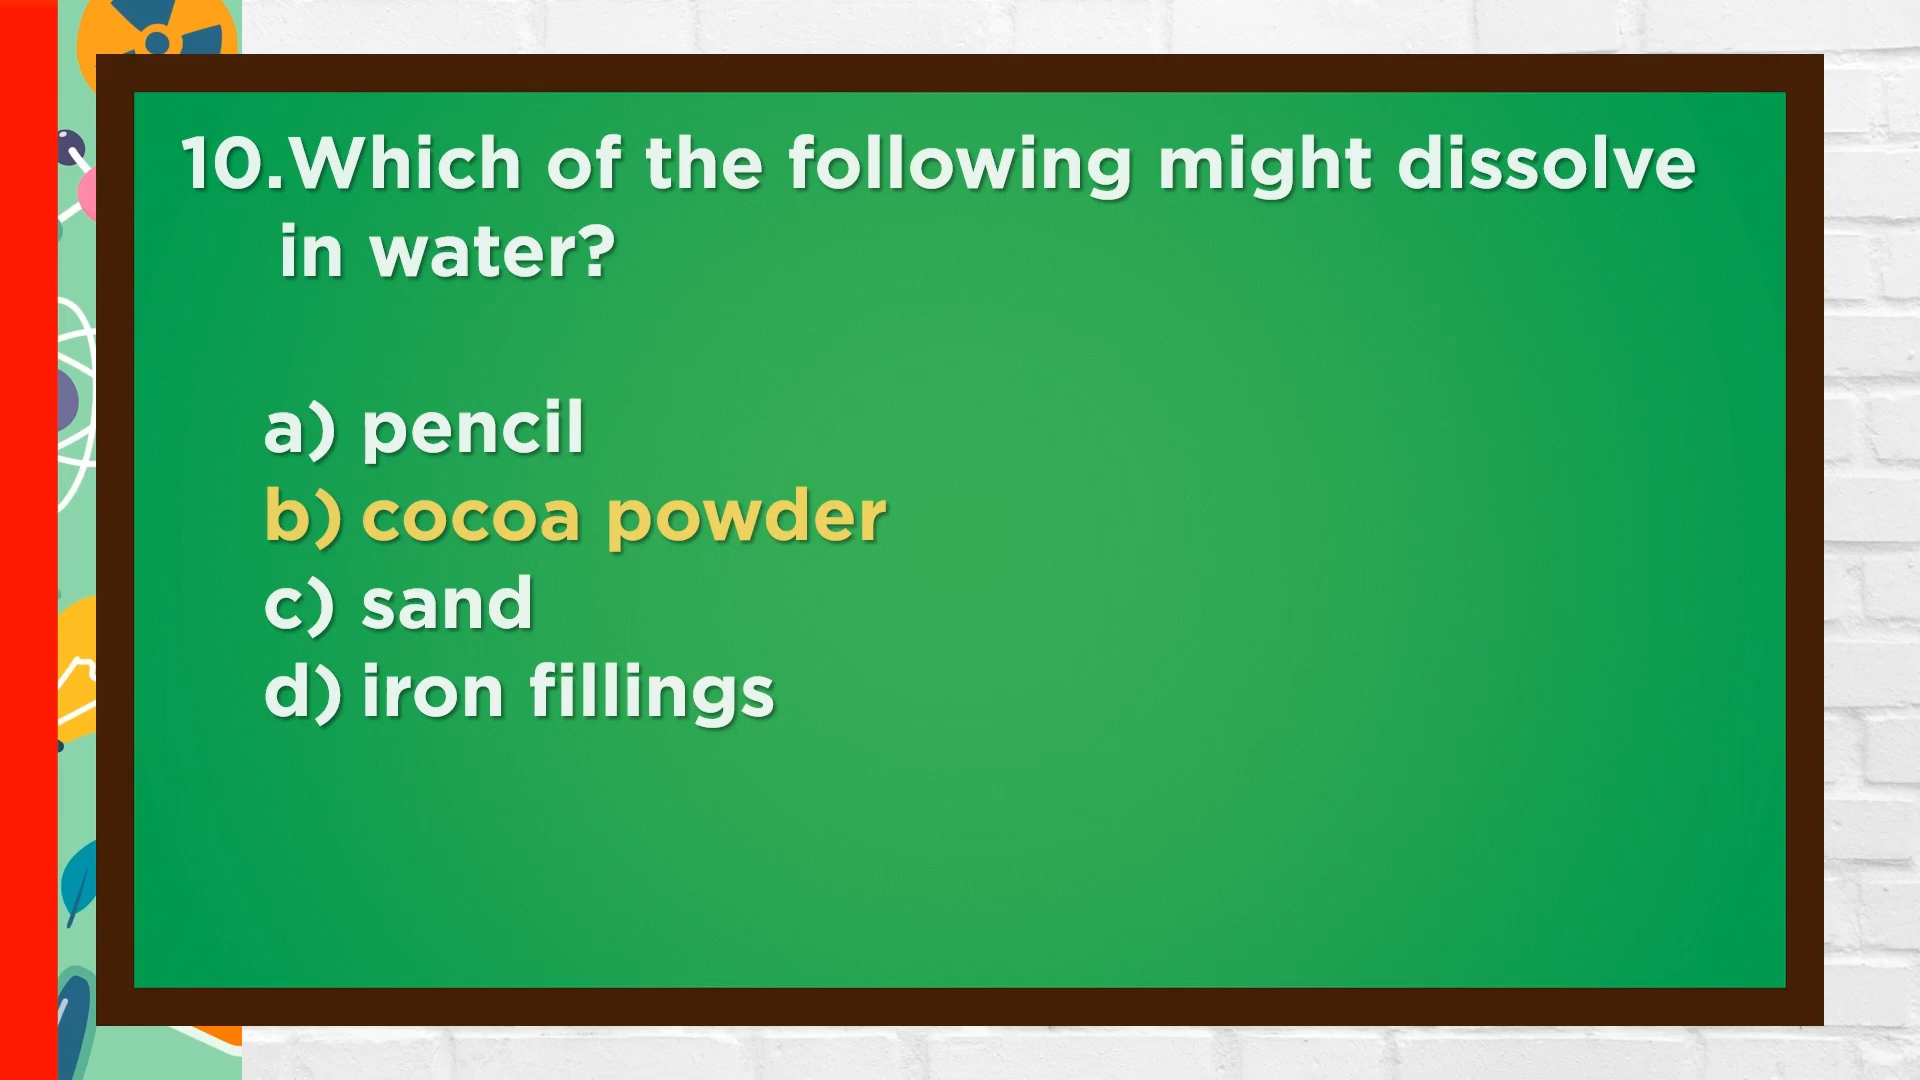 10.Which of the following might dissolve
in water?
a) pencil
b) cocoa powder
c) sand
d) iron fillings